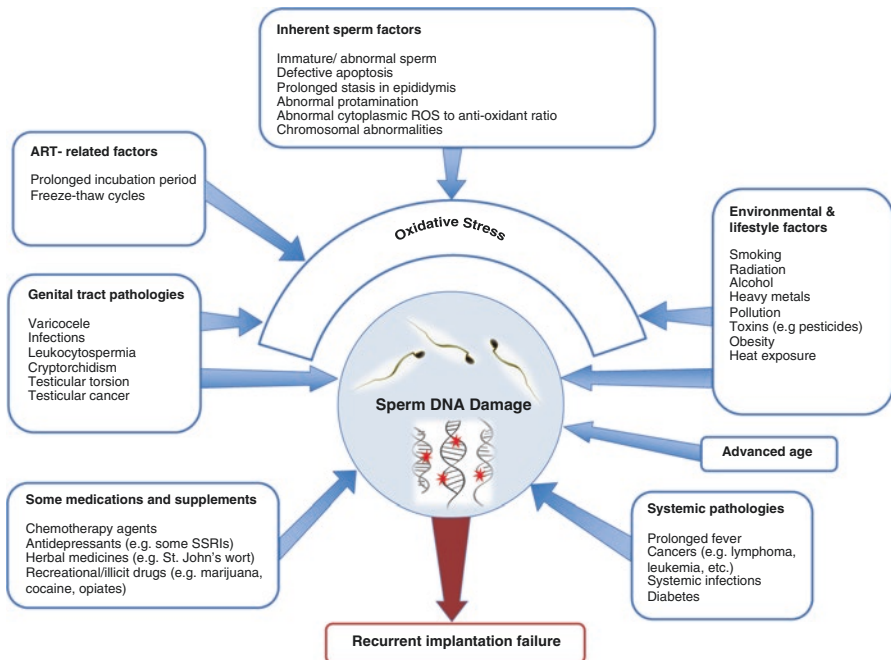 Inherent sperm factors
Immature/ abnormal sperm
Defective apoptosis
Prolonged stasis in epididymis
Abnormal protamination
Abnormal cytoplasmic ROS to anti-oxidant ratio
Chromosomal abnormalities
ART- related factors
Prolonged incubation period
Freeze-thaw cycles
Oxidative Stress
Environmental &
lifestyle factors
Smoking
Radiation
Alcohol
Heavy metals
Pollution
Toxins (e.g pesticides)
Obesity
Heat exposure
Genital tract pathologies
Varicocele
Infections
Leukocytospermia
Cryptorchidism
Testicular torsion
Testicular cancer
Sperm DNA Damage
Advanced age
Some medications and supplements
Chemotherapy agents
Antidepressants (e.g. some SSRIs)
Herbal medicines (e.g. St. John's wort)
Recreational/illicit drugs (e.g. marijuana,
cocaine, opiates)
Systemic pathologies
Prolonged fever
Cancers (e.g. lymphoma,
leukemia, etc.)
Systemic infections
Diabetes
Recurrent implantation failure